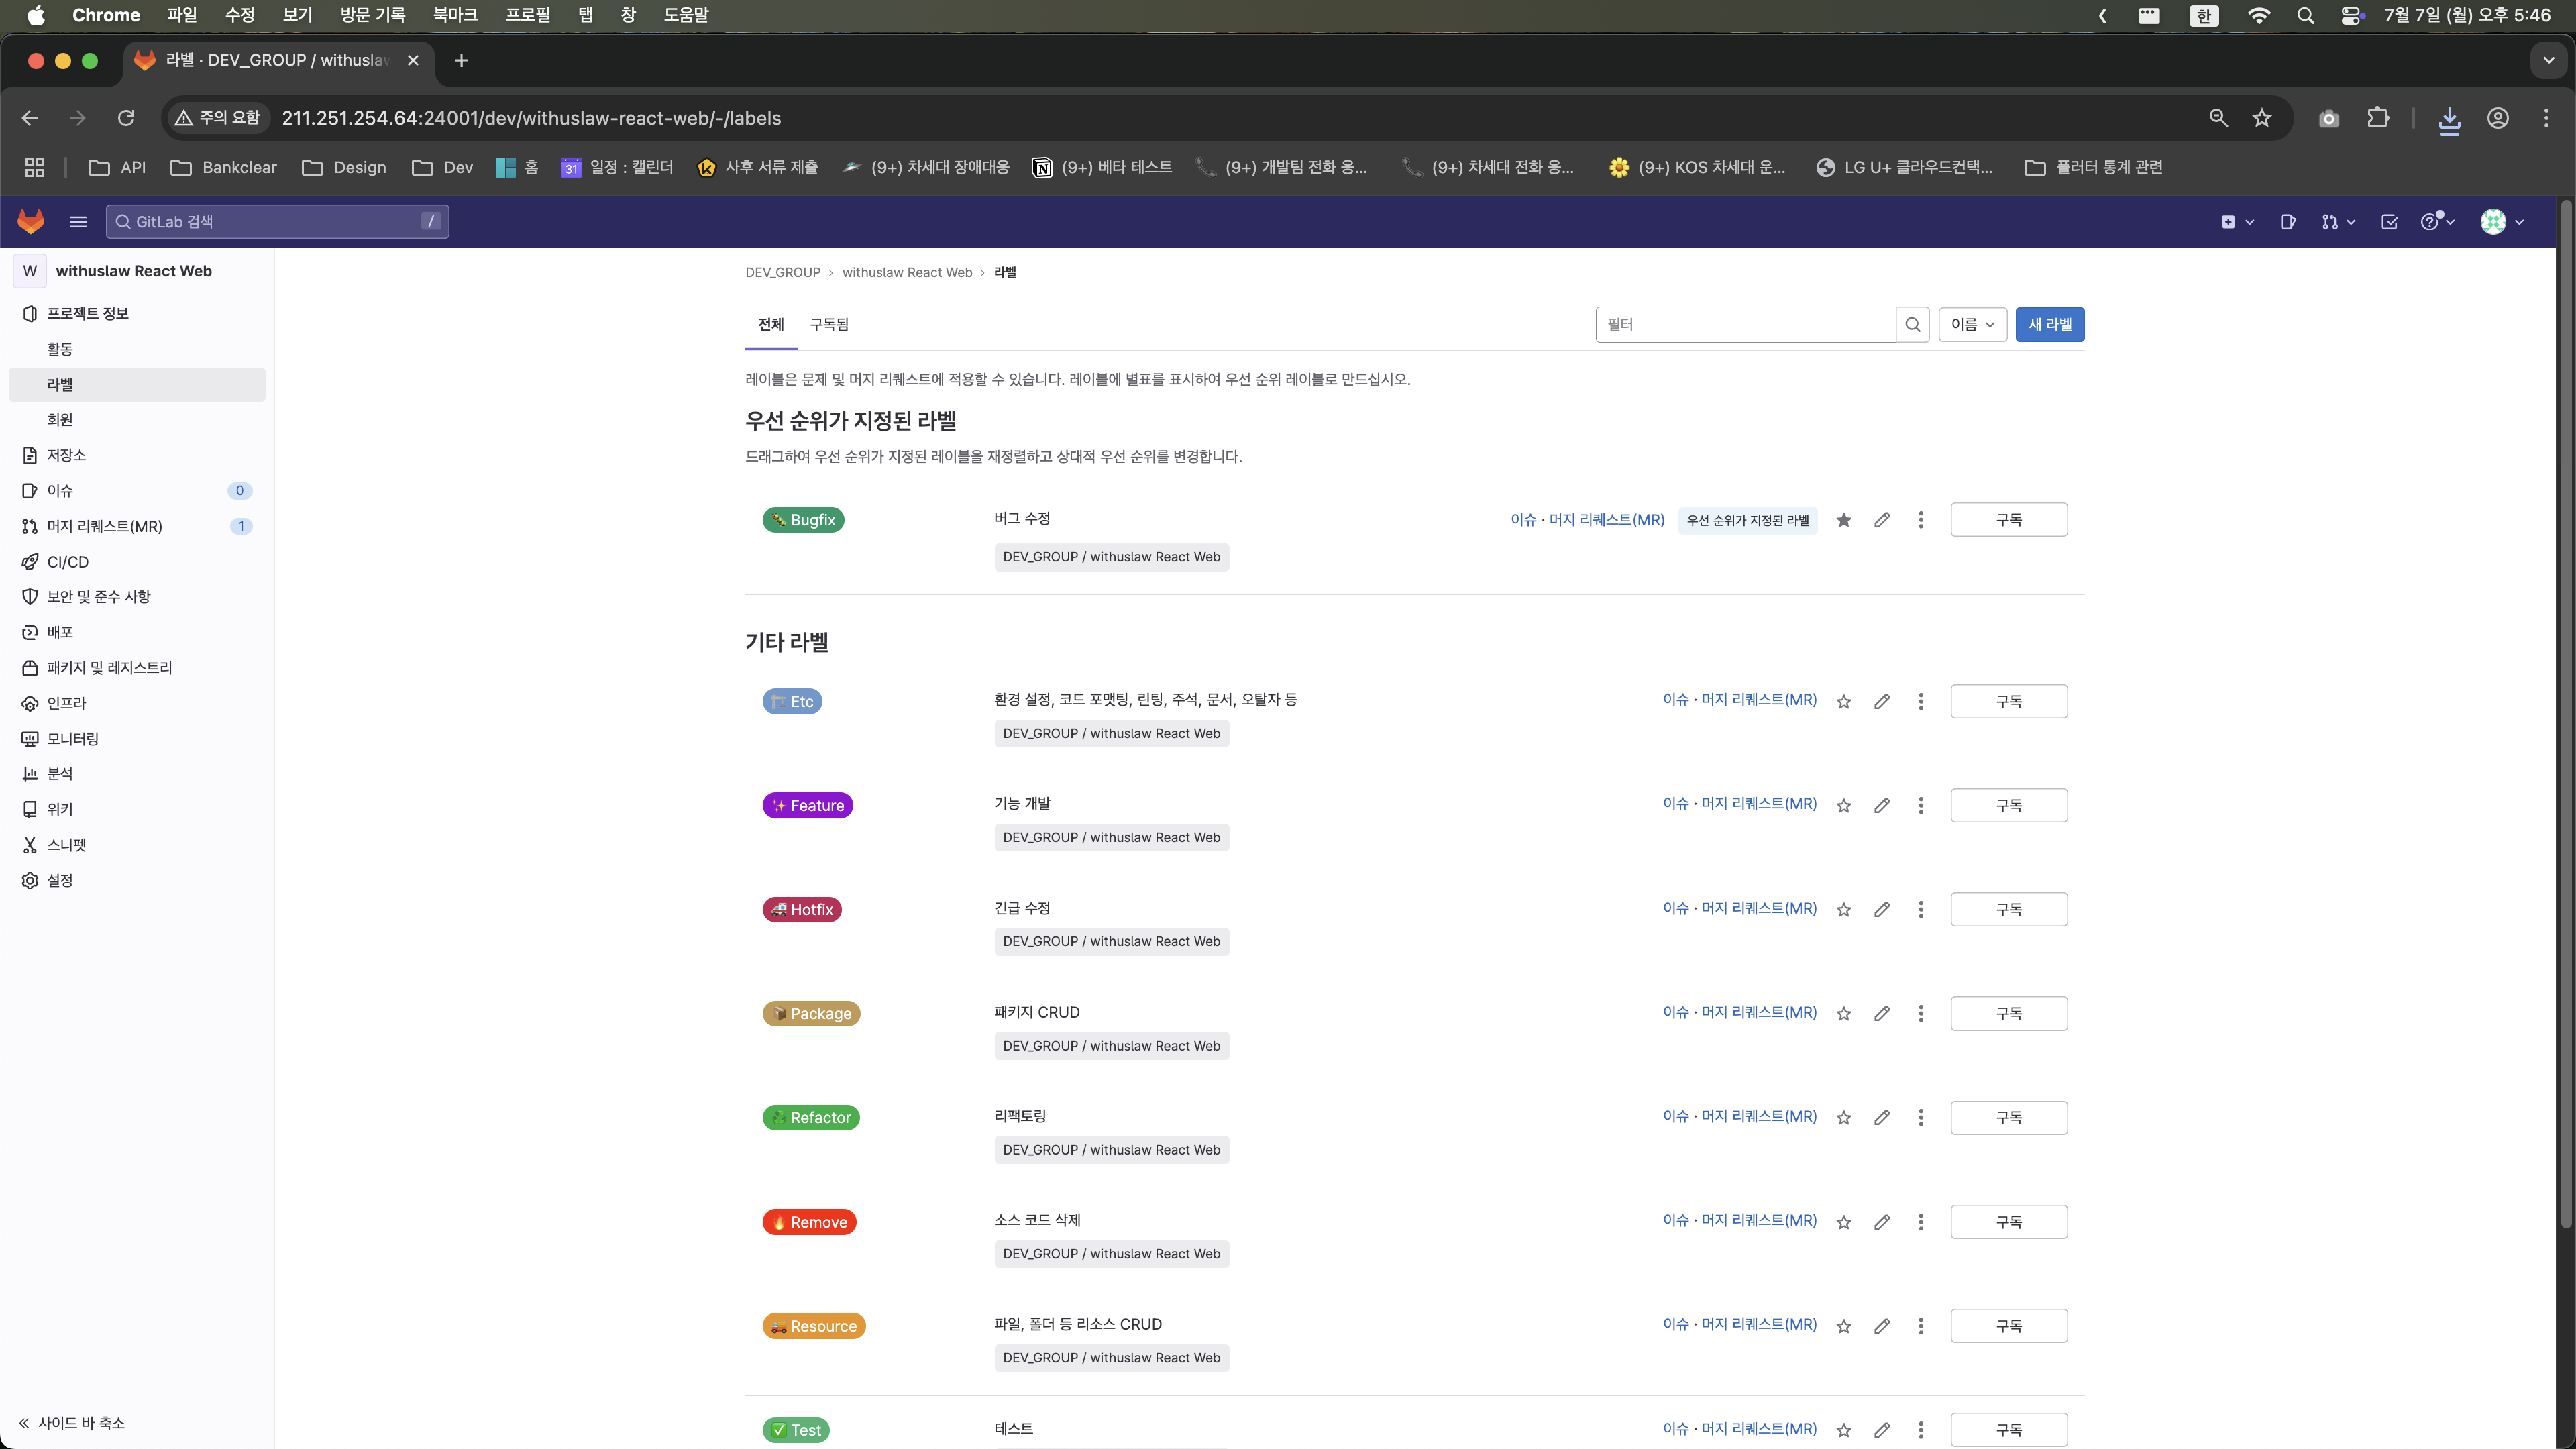 Chrome 파일 수정 보기 방문 기록 북마크 프로필 탭 창 도움말 한 7월 7일 (월) 오후 5:46
라벨 · DEV_GROUP / withuslaw
주의 요함 211.251.254.64:24001/dev/withuslaw-react-web/-/labels
API Bankclear Design Dev 홈 31 일정 : 캘린더 사후 서류 제출 (9+) 차세대 장애대응 (9+) 베타 테스트 (9+) 개발팀 전화 응... (9+) 차세대 전화 응... (9+) KOS 차세대 운... LG U+ 클라우드컨택... 플러터 통계 관련
GitLab 검색 /
W withuslaw React Web
프로젝트 정보
활동
라벨
회원
저장소
이슈 0
머지 리퀘스트(MR) 1
CI/CD
보안 및 준수 사항
배포
패키지 및 레지스트리
인프라
모니터링
분석
위키
스니펫
설정
사이드 바 축소
DEV_GROUP › withuslaw React Web › 라벨
전체 구독됨 필터 이름 새 라벨
레이블은 문제 및 머지 리퀘스트에 적용할 수 있습니다. 레이블에 별표를 표시하여 우선 순위 레이블로 만드십시오.
우선 순위가 지정된 라벨
드래그하여 우선 순위가 지정된 레이블을 재정렬하고 상대적 우선 순위를 변경합니다.
🐛 Bugfix 버그 수정 이슈 · 머지 리퀘스트(MR) 우선 순위가 지정된 라벨 구독
DEV_GROUP / withuslaw React Web
기타 라벨
🏗️ Etc 환경 설정, 코드 포맷팅, 린팅, 주석, 문서, 오탈자 등 이슈 · 머지 리퀘스트(MR) 구독
DEV_GROUP / withuslaw React Web
✨ Feature 기능 개발 이슈 · 머지 리퀘스트(MR) 구독
DEV_GROUP / withuslaw React Web
🚑 Hotfix 긴급 수정 이슈 · 머지 리퀘스트(MR) 구독
DEV_GROUP / withuslaw React Web
📦 Package 패키지 CRUD 이슈 · 머지 리퀘스트(MR) 구독
DEV_GROUP / withuslaw React Web
♻️ Refactor 리팩토링 이슈 · 머지 리퀘스트(MR) 구독
DEV_GROUP / withuslaw React Web
🔥 Remove 소스 코드 삭제 이슈 · 머지 리퀘스트(MR) 구독
DEV_GROUP / withuslaw React Web
🚚 Resource 파일, 폴더 등 리소스 CRUD 이슈 · 머지 리퀘스트(MR) 구독
DEV_GROUP / withuslaw React Web
✅ Test 테스트 이슈 · 머지 리퀘스트(MR) 구독